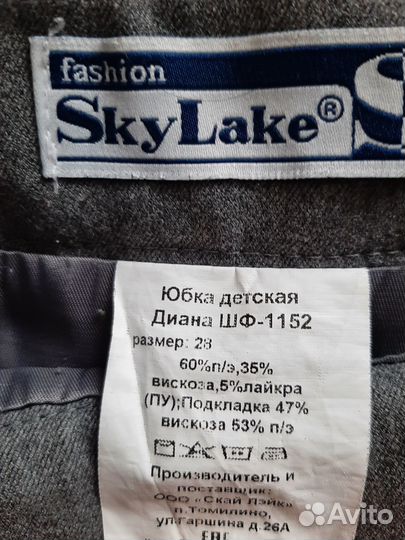 fashion
SkyLake®
Юбка детская
Диана ШФ-1152
размер: 28
60%п/э,35%
вискоза,5%лайкра
(ПУ);Подкладка 47%
вискоза 53% п/э
Производитель и
поставщик:
ООО «Скай Лэйк»
п.Томилино,
ул.гаршина д.26А
ЕАС
Avito